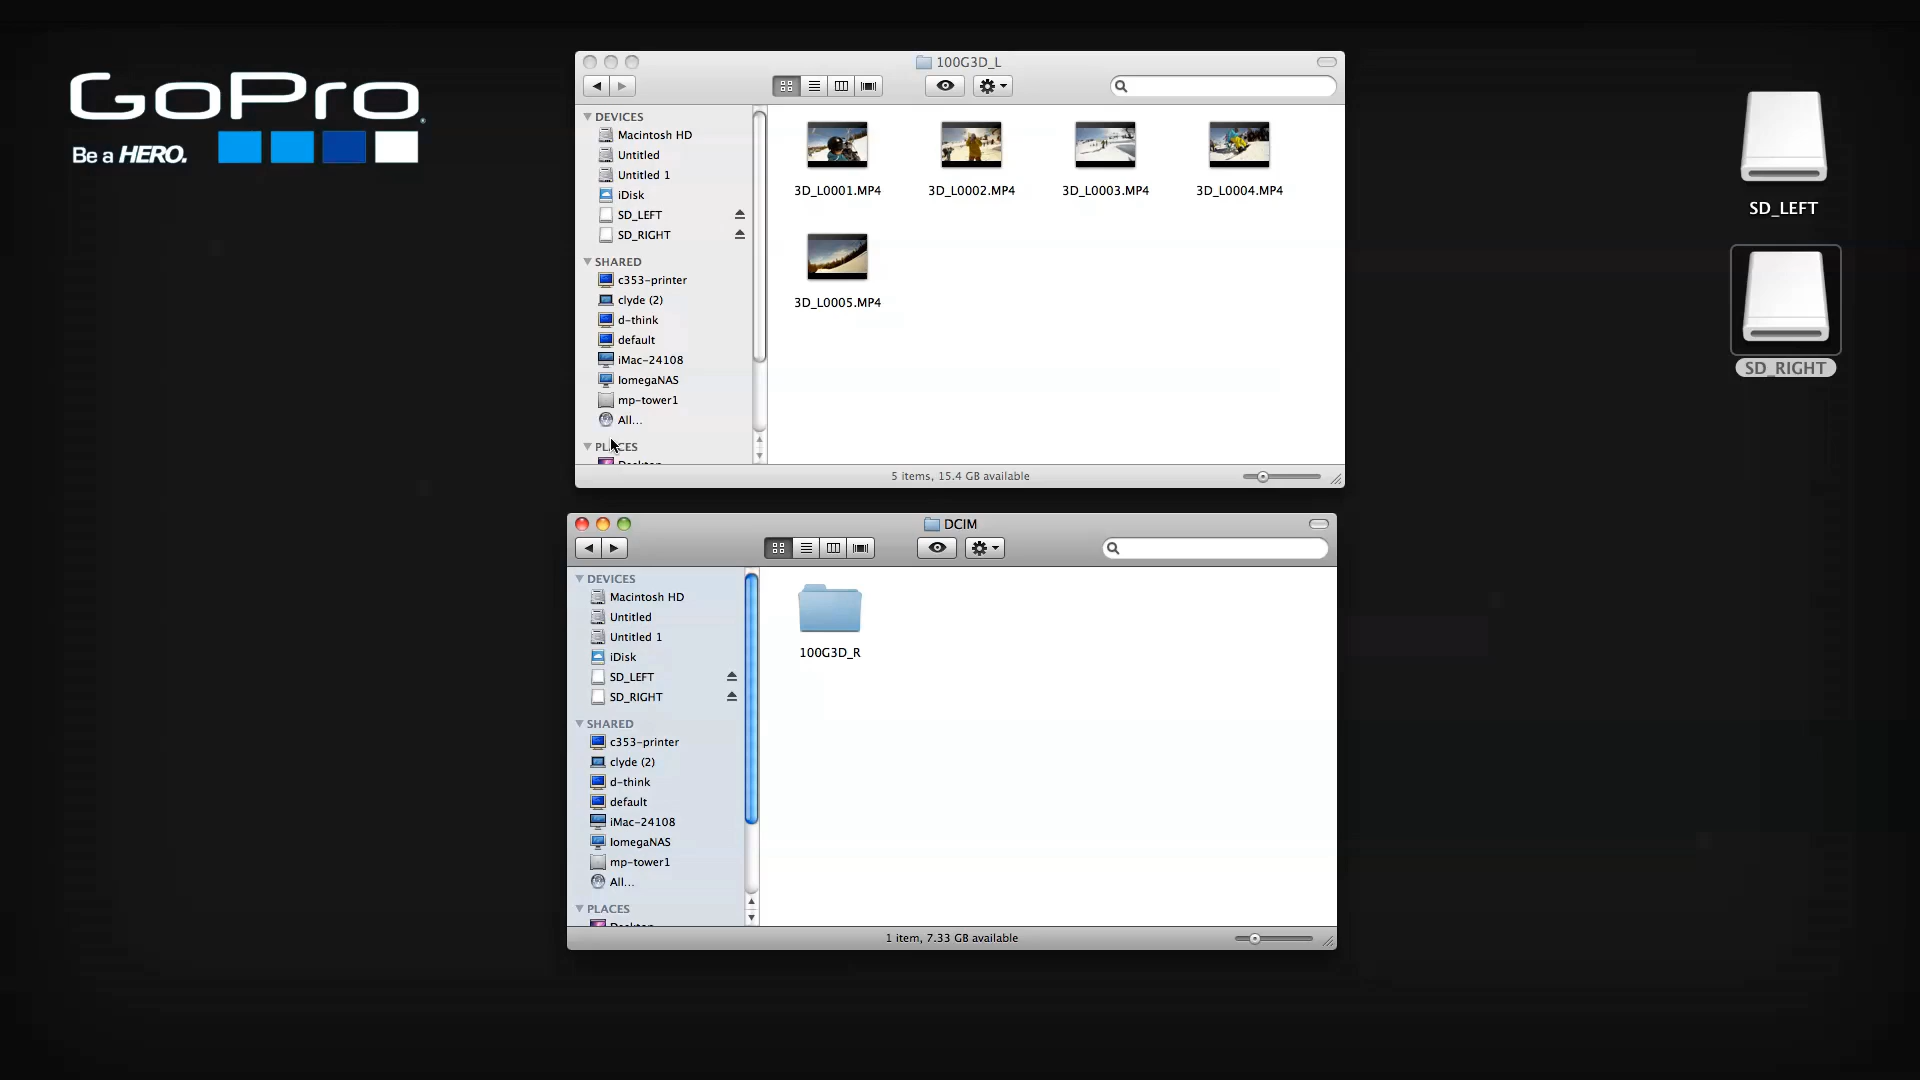 GoPro
Be a HERO.
100G3D_L
DEVICES
Macintosh HD
Untitled
Untitled 1
iDisk
SD_LEFT
SD_RIGHT
SHARED
c353-printer
clyde (2)
d-think
default
iMac-24108
IomegaNAS
mp-tower1
All...
PLACES
Desktop
3D_L0001.MP4
3D_L0002.MP4
3D_L0003.MP4
3D_L0004.MP4
3D_L0005.MP4
5 items, 15.4 GB available
DCIM
DEVICES
Macintosh HD
Untitled
Untitled 1
iDisk
SD_LEFT
SD_RIGHT
SHARED
c353-printer
clyde (2)
d-think
default
iMac-24108
IomegaNAS
mp-tower1
All...
PLACES
Desktop
100G3D_R
1 item, 7.33 GB available
SD_LEFT
SD_RIGHT